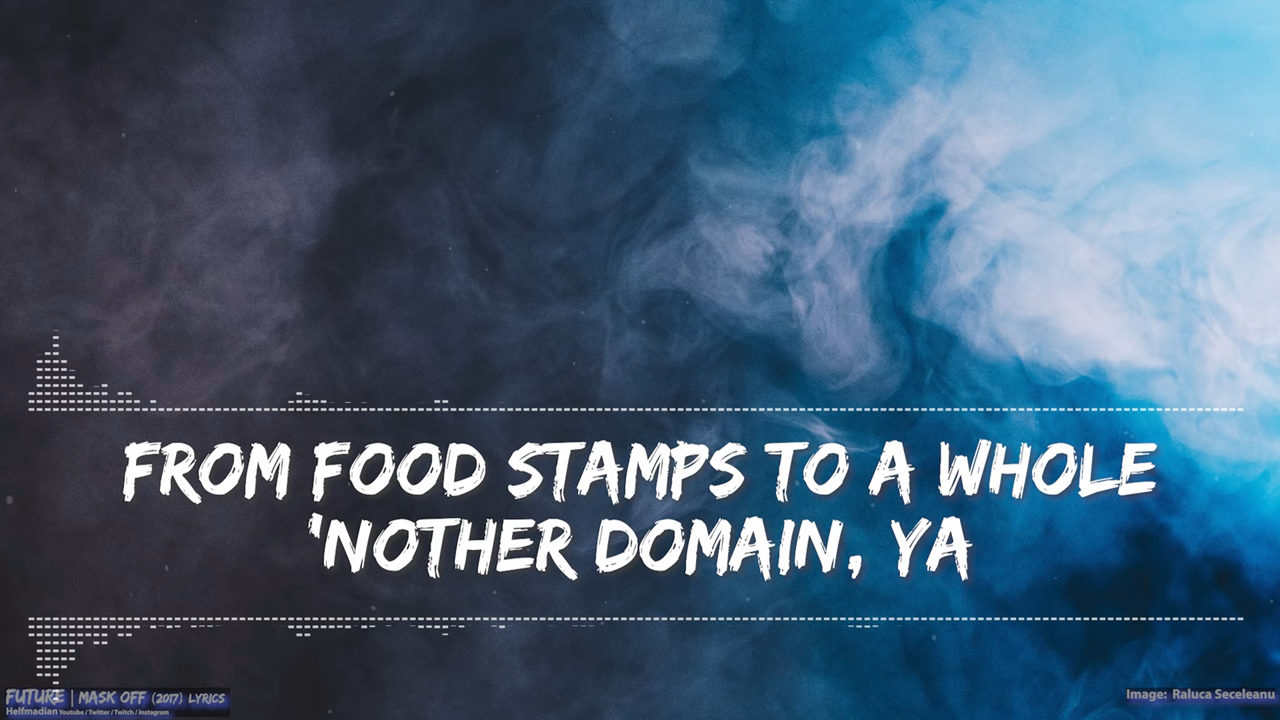 FROM FOOD STAMPS TO A WHOLE
'NOTHER DOMAIN, YA
FUTURE | MASK OFF (2017) LYRICS
Helfmadian Youtube / Twitter / Twitch / Instagram
Image: Raluca Seceleanu